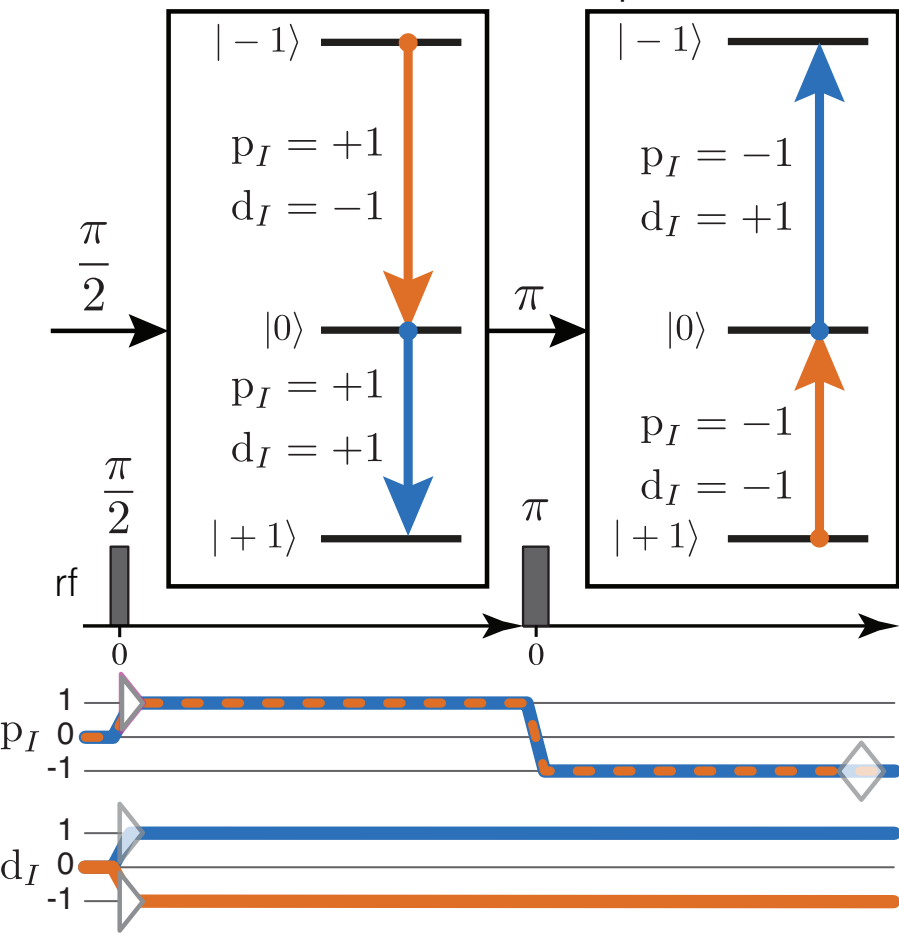 |−1⟩
p_I = +1
d_I = −1
|0⟩
p_I = +1
d_I = +1
|+1⟩
|−1⟩
p_I = −1
d_I = +1
|0⟩
p_I = −1
d_I = −1
|+1⟩
π/2
π
π/2
π
rf
0
0
p_I
1
0
-1
d_I
1
0
-1